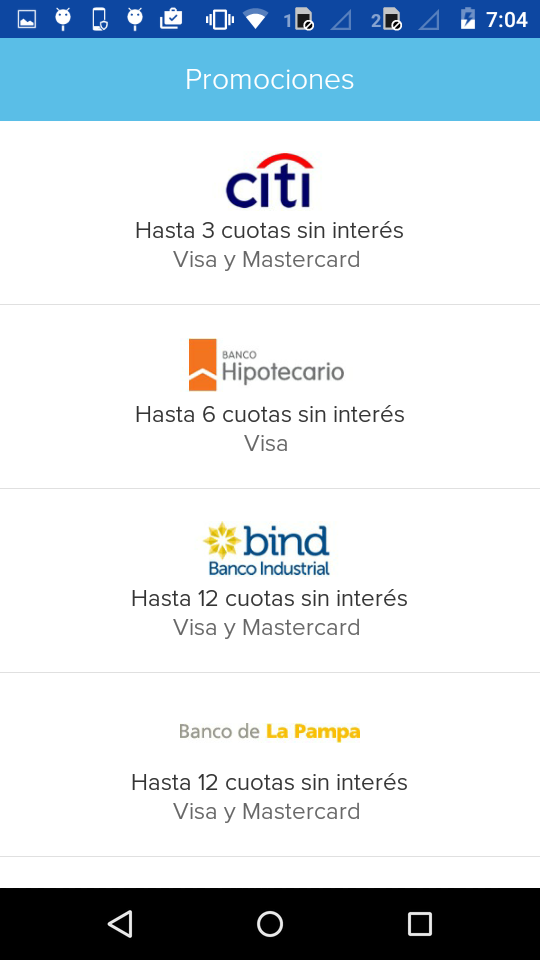 1 2 7:04
Promociones
citi
Hasta 3 cuotas sin interés
Visa y Mastercard
BANCO
Hipotecario
Hasta 6 cuotas sin interés
Visa
bind
Banco Industrial
Hasta 12 cuotas sin interés
Visa y Mastercard
Banco de La Pampa
Hasta 12 cuotas sin interés
Visa y Mastercard